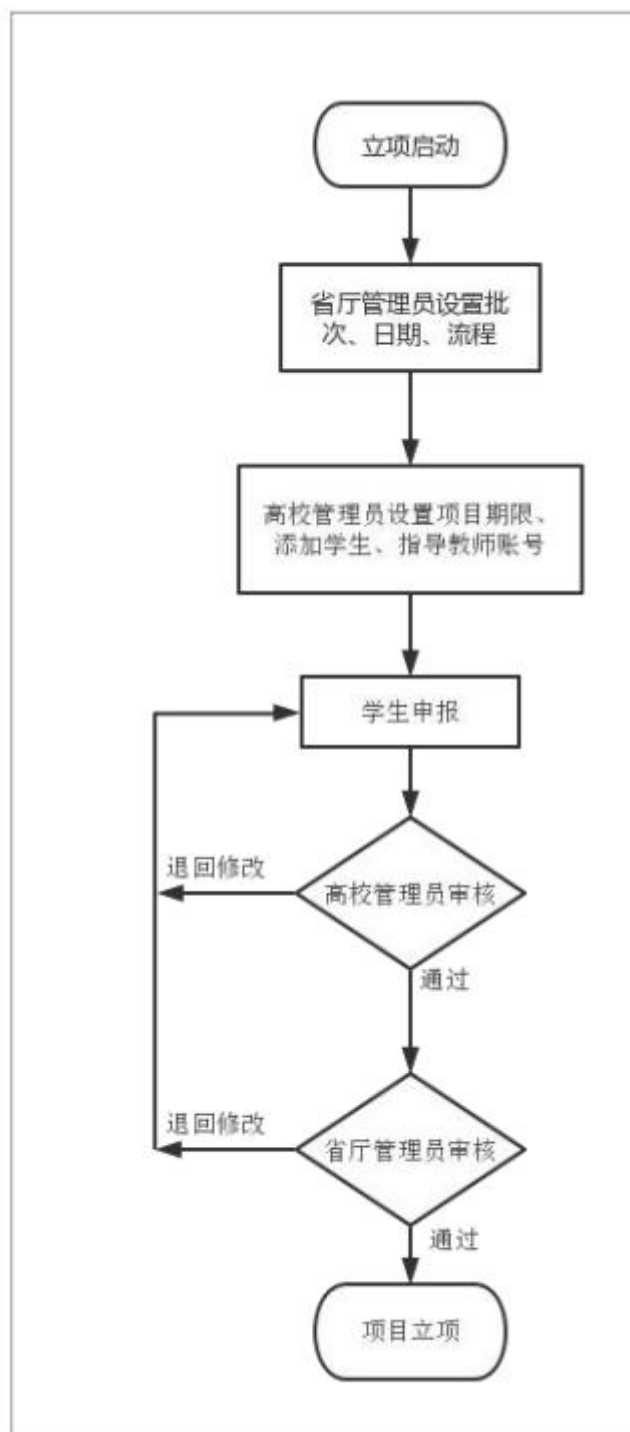 立项启动
省厅管理员设置批
次、日期、流程
高校管理员设置项目期限、
添加学生、指导教师账号
学生申报
退回修改
高校管理员审核
通过
退回修改
省厅管理员审核
通过
项目立项